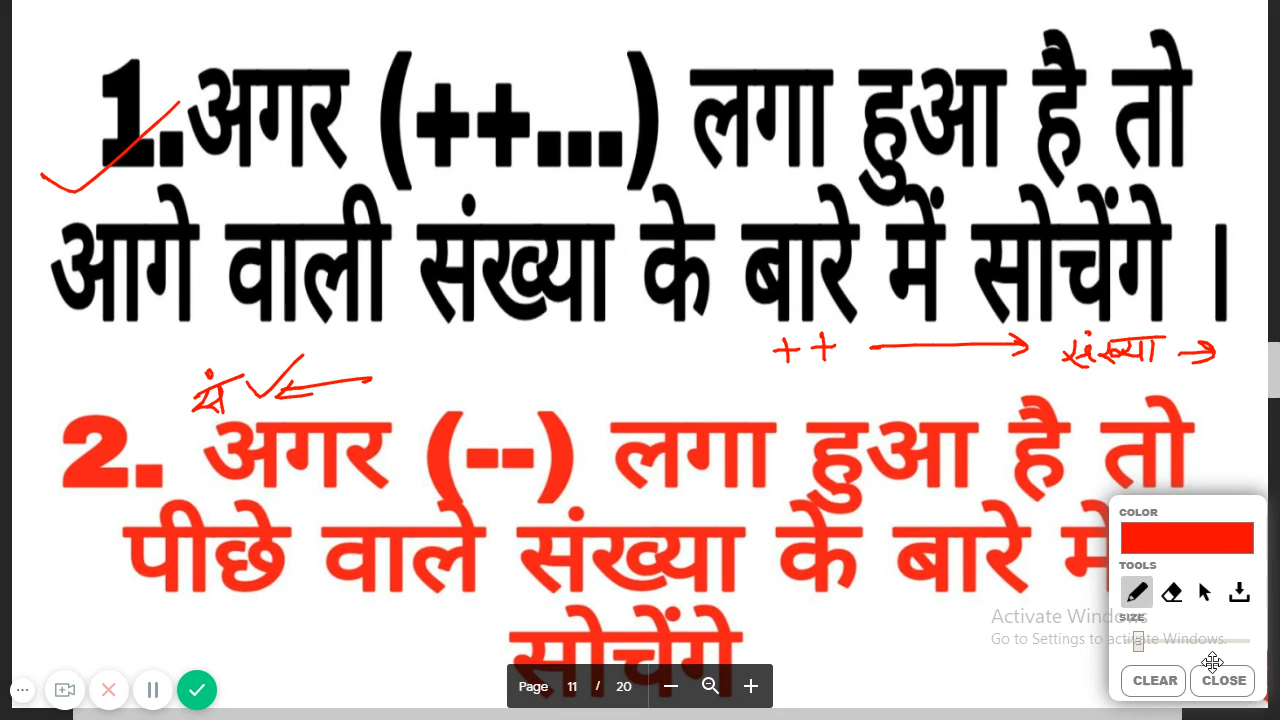 1.अगर (++...) लगा हुआ है तो
आगे वाली संख्या के बारे में सोचेंगे ।
++ → संख्या →
सं ✓ ←
2. अगर (--) लगा हुआ है तो
पीछे वाले संख्या के बारे में
सोचेंगे
COLOR
TOOLS
SIZE
Activate Windows
Go to Settings to activate Windows.
CLEAR CLOSE
Page 11 / 20